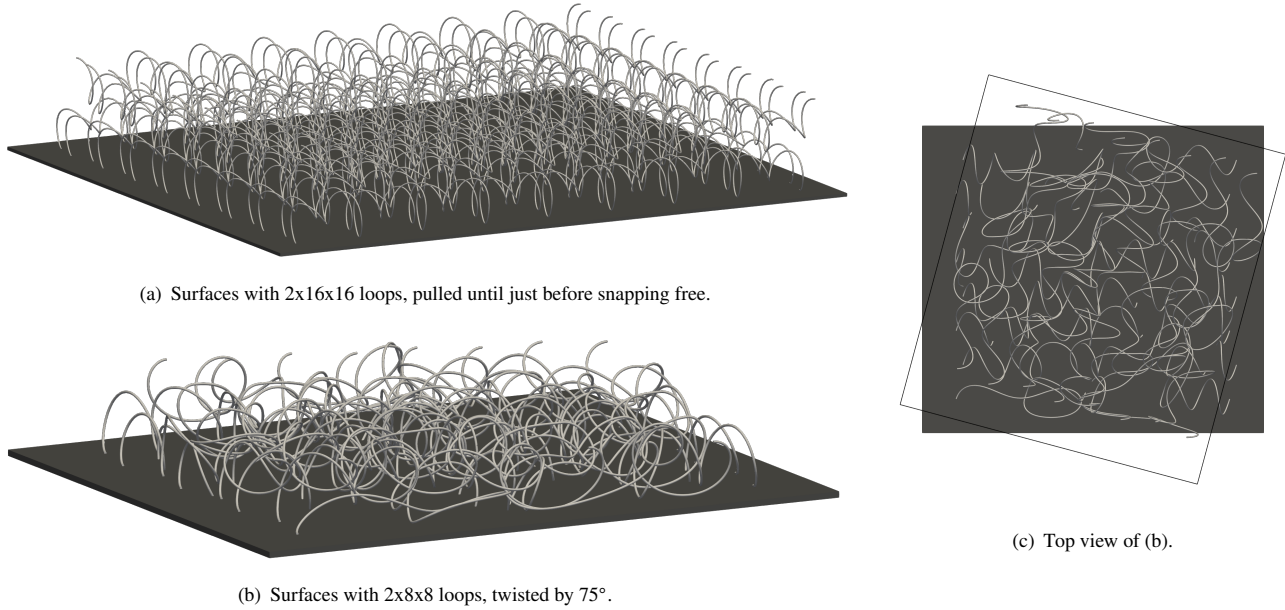 (a) Surfaces with 2x16x16 loops, pulled until just before snapping free.
(b) Surfaces with 2x8x8 loops, twisted by 75°.
(c) Top view of (b).